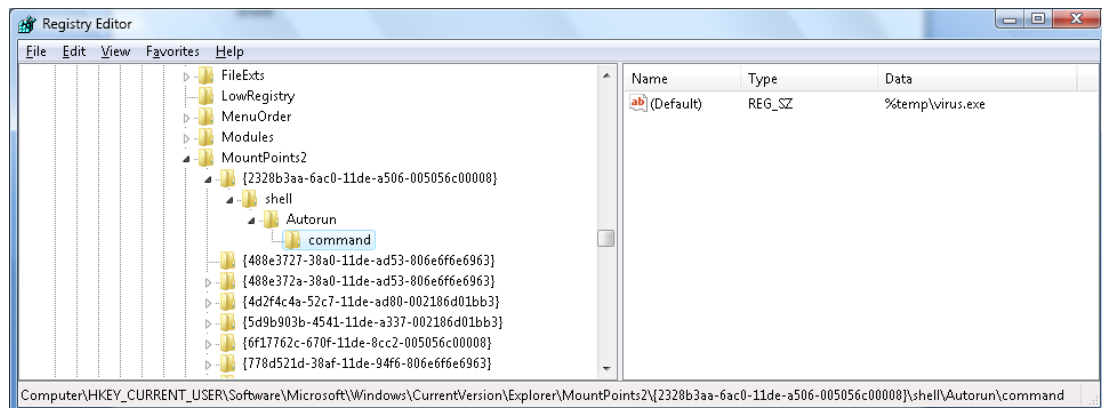 Registry Editor
File Edit View Favorites Help
FileExts
LowRegistry
MenuOrder
Modules
MountPoints2
{2328b3aa-6ac0-11de-a506-005056c00008}
shell
Autorun
command
{488e3727-38a0-11de-ad53-806e6f6e6963}
{488e372a-38a0-11de-ad53-806e6f6e6963}
{4d2f4c4a-52c7-11de-ad80-002186d01bb3}
{5d9b903b-4541-11de-a337-002186d01bb3}
{6f17762c-670f-11de-8cc2-005056c00008}
{778d521d-38af-11de-94f6-806e6f6e6963}
Name Type Data
ab (Default) REG_SZ %temp\virus.exe
Computer\HKEY_CURRENT_USER\Software\Microsoft\Windows\CurrentVersion\Explorer\MountPoints2\{2328b3aa-6ac0-11de-a506-005056c00008}\shell\Autorun\command